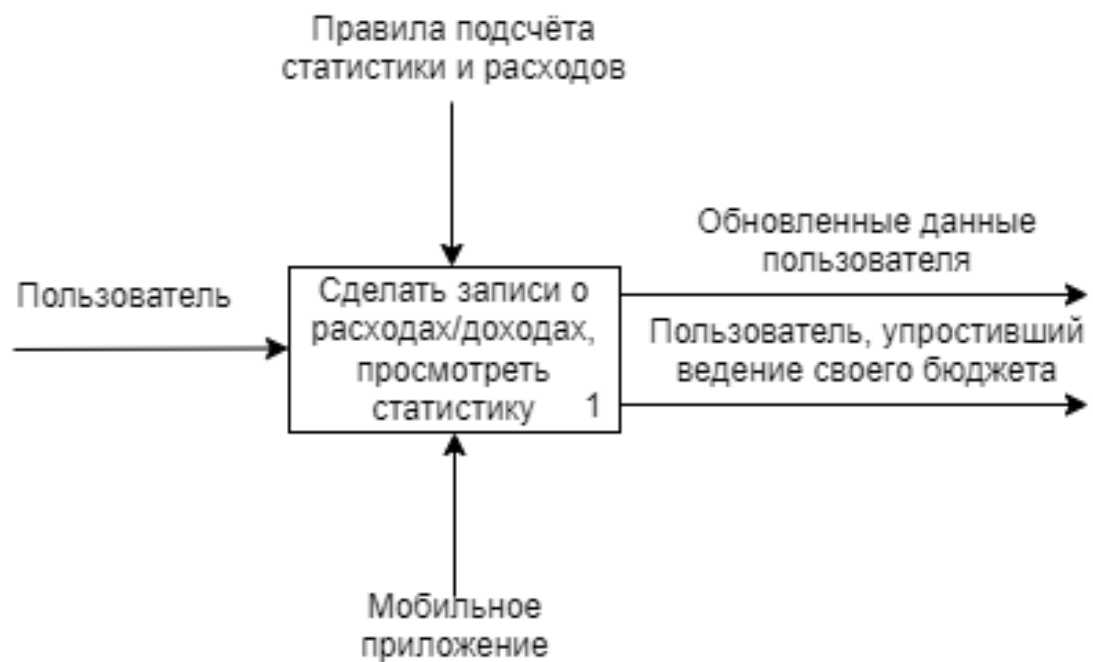 Правила подсчёта
статистики и расходов
Обновленные данные
пользователя
Пользователь
Сделать записи о
расходах/доходах,
просмотреть
статистику 1
Пользователь, упростивший
ведение своего бюджета
Мобильное
приложение